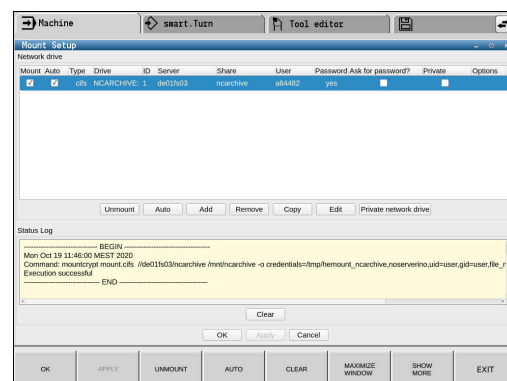 Machine
smart.Turn
Tool editor
Mount Setup
Network drive
Mount Auto Type Drive ID Server Share User Password Ask for password? Private Options
cifs NCARCHIVE: 1 de01fs03 ncarchive a64482 yes
Unmount Auto Add Remove Copy Edit Private network drive
Status Log
------------------------------ BEGIN -----------------------------------
Mon Oct 19 11:46:00 MEST 2020
Command: mountcrypt mount.cifs //de01fs03/ncarchive /mnt/ncarchive -o credentials=/tmp/hemount_ncarchive,noserverino,uid=user,gid=user,file_
Execution successful
------------------------------- END ------------------------------------
Clear
OK Apply Cancel
OK APPLY UNMOUNT AUTO CLEAR MAXIMIZE WINDOW SHOW MORE EXIT